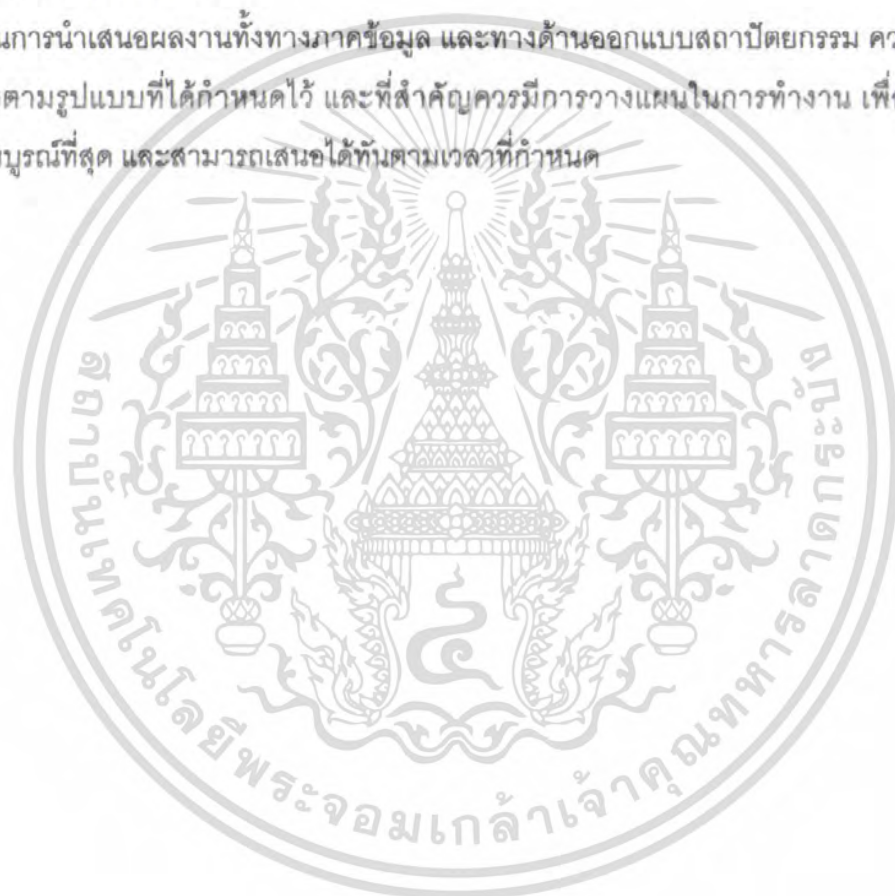 นการนำเสนอผลงานทั้งทางภาคข้อมูล และทางด้านออกแบบสถาปัตยกรรม คว
ตามรูปแบบที่ได้กำหนดไว้ และที่สำคัญควรมีการวางแผนในการทำงาน เพื่
บูรณ์ที่สุด และสามารถเสนอได้ทันตามเวลาที่กำหนด
สถาบันเทคโนโลยีพระจอมเกล้าเจ้าคุณทหารลาดกระบัง
๔